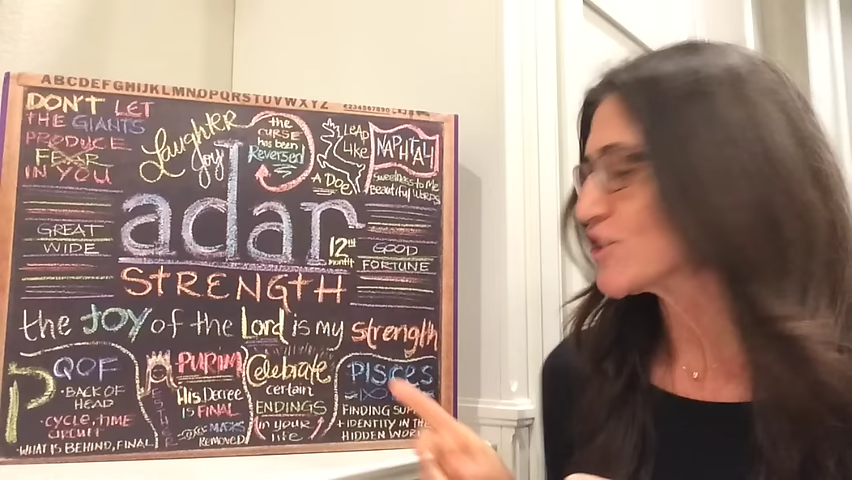 ABCDEFGHIJKLMNOPQRSTUVWXYZ 1234567890
DON'T LET
THE GIANTS
PRODUCE
FEAR
IN YOU
Laughter
Joy
the
CURSE
has been
Reversed
LEAP
LIKE
A DOE
NAPHTALI
Sweetness to Me
Beautiful Words
GREAT
WIDE
adar
12th
month
GOOD
FORTUNE
STRENGTH
the JOY of the Lord is my strength
QOF
• BACK OF
HEAD
• CYCLE, TIME
CIRCUIT
• WHAT IS BEHIND, FINAL
ESTHER
PURIM
His Decree
IS FINAL
MASKS
REMOVED
Celebrate
certain
ENDINGS
in your
life
PISCES
FINDING
+ IDENTITY IN THE
HIDDEN